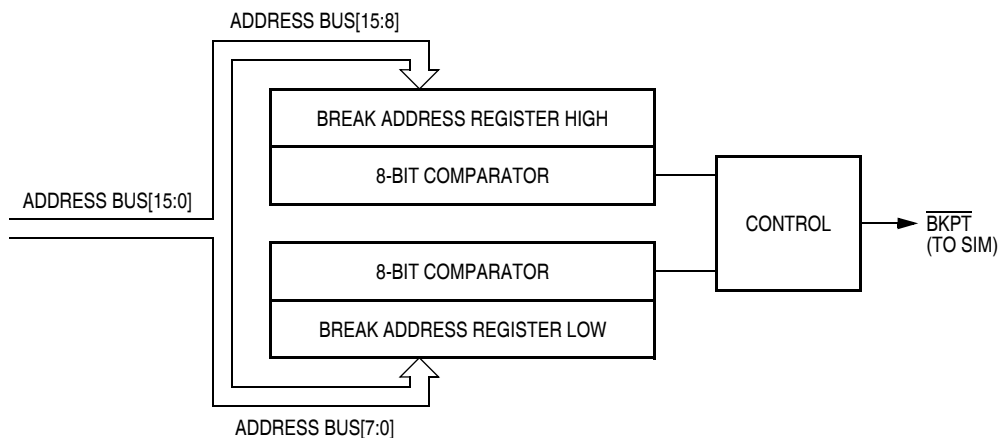 ADDRESS BUS[15:8]
BREAK ADDRESS REGISTER HIGH
8-BIT COMPARATOR
ADDRESS BUS[15:0]
CONTROL
BKPT
(TO SIM)
8-BIT COMPARATOR
BREAK ADDRESS REGISTER LOW
ADDRESS BUS[7:0]